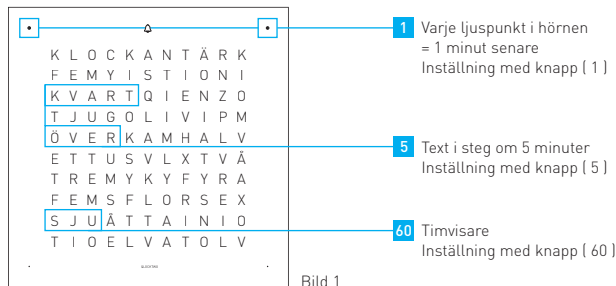 K L O C K A N T Ä R K
F E M Y I S T I O N I
K V A R T Q I E N Z O
T J U G O L I V I P M
Ö V E R K A M H A L V
E T T U S V L X T V Å
T R E M Y K Y F Y R A
F E M S F L O R S E X
S J U Å T T A I N I O
T I O E L V A T O L V
1 Varje ljuspunkt i hörnen
= 1 minut senare
Inställning med knapp ( 1 )
5 Text i steg om 5 minuter
Inställning med knapp ( 5 )
60 Timvisare
Inställning med knapp ( 60 )
Bild 1